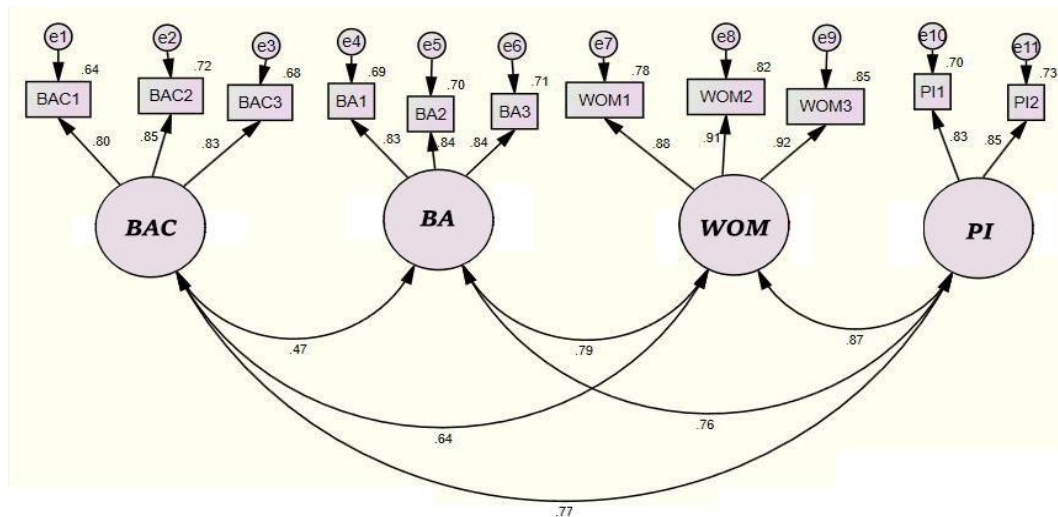 e1 e2 e3 e4 e5 e6 e7 e8 e9 e10 e11
.64 .72 .68 .69 .70 .71 .78 .82 .85 .70 .73
BAC1 BAC2 BAC3 BA1 BA2 BA3 WOM1 WOM2 WOM3 PI1 PI2
.80 .85 .83 .83 .84 .84 .88 .91 .92 .83 .85
BAC BA WOM PI
.47 .79 .87
.64 .76
.77